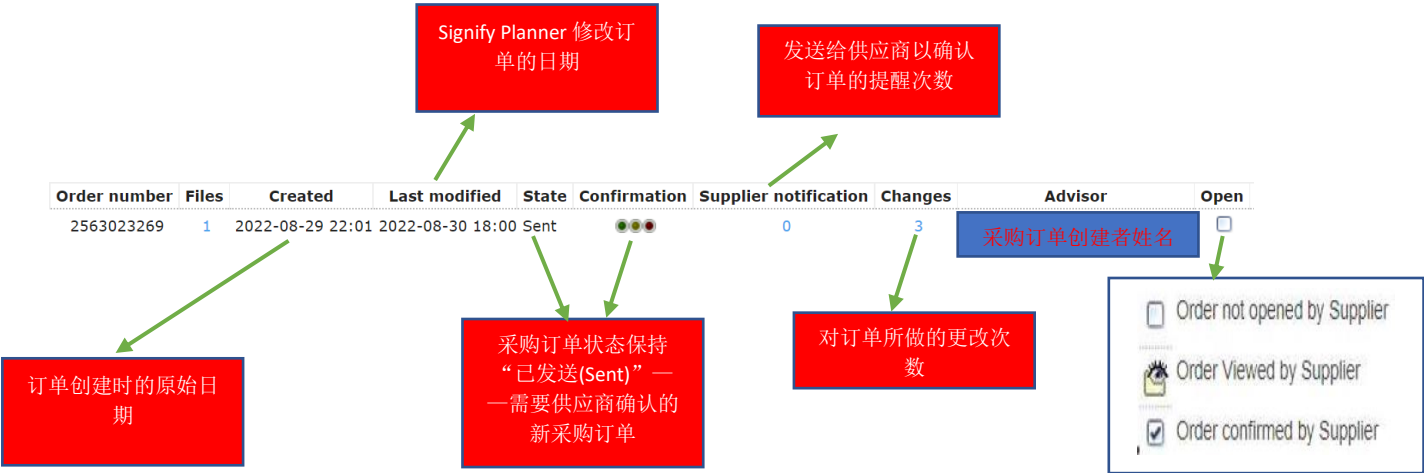 Signify Planner 修改订
单的日期
发送给供应商以确认
订单的提醒次数
Order number Files Created Last modified State Confirmation Supplier notification Changes Advisor Open
2563023269 1 2022-08-29 22:01 2022-08-30 18:00 Sent 0 3 采购订单创建者姓名
订单创建时的原始日
期
采购订单状态保持
“已发送(Sent)”—
—需要供应商确认的
新采购订单
对订单所做的更改次
数
Order not opened by Supplier
Order Viewed by Supplier
Order confirmed by Supplier